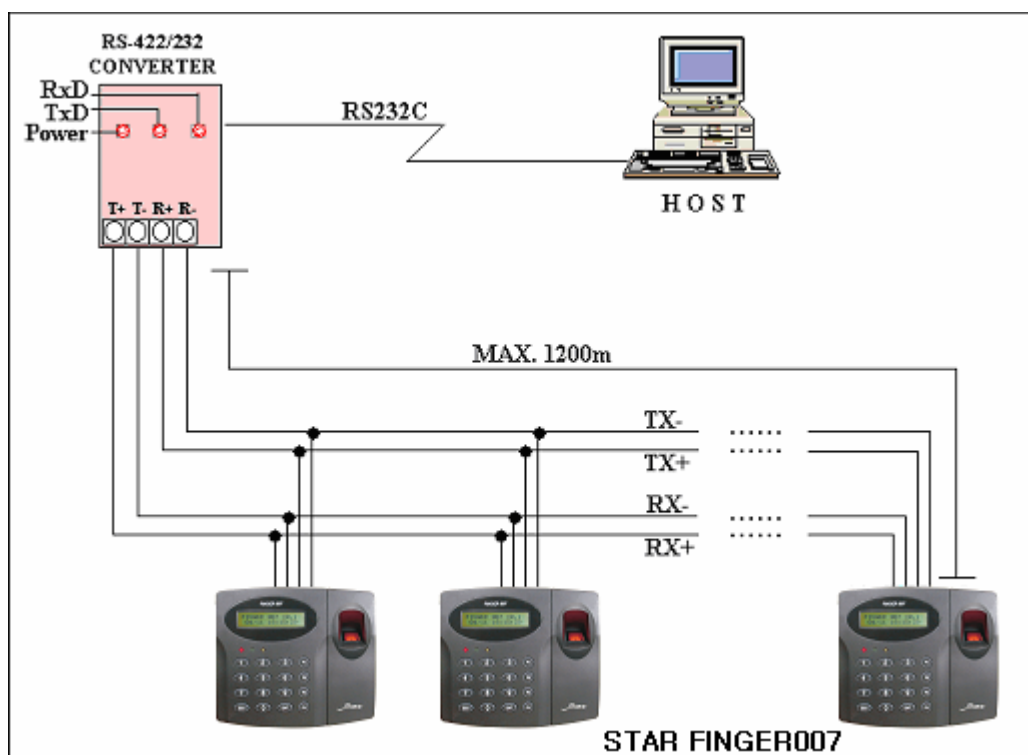 RS-422/232
CONVERTER
RxD
TxD
Power
RS232C
HOST
T+ T- R+ R-
MAX. 1200m
TX-
TX+
RX-
RX+
STAR FINGER007